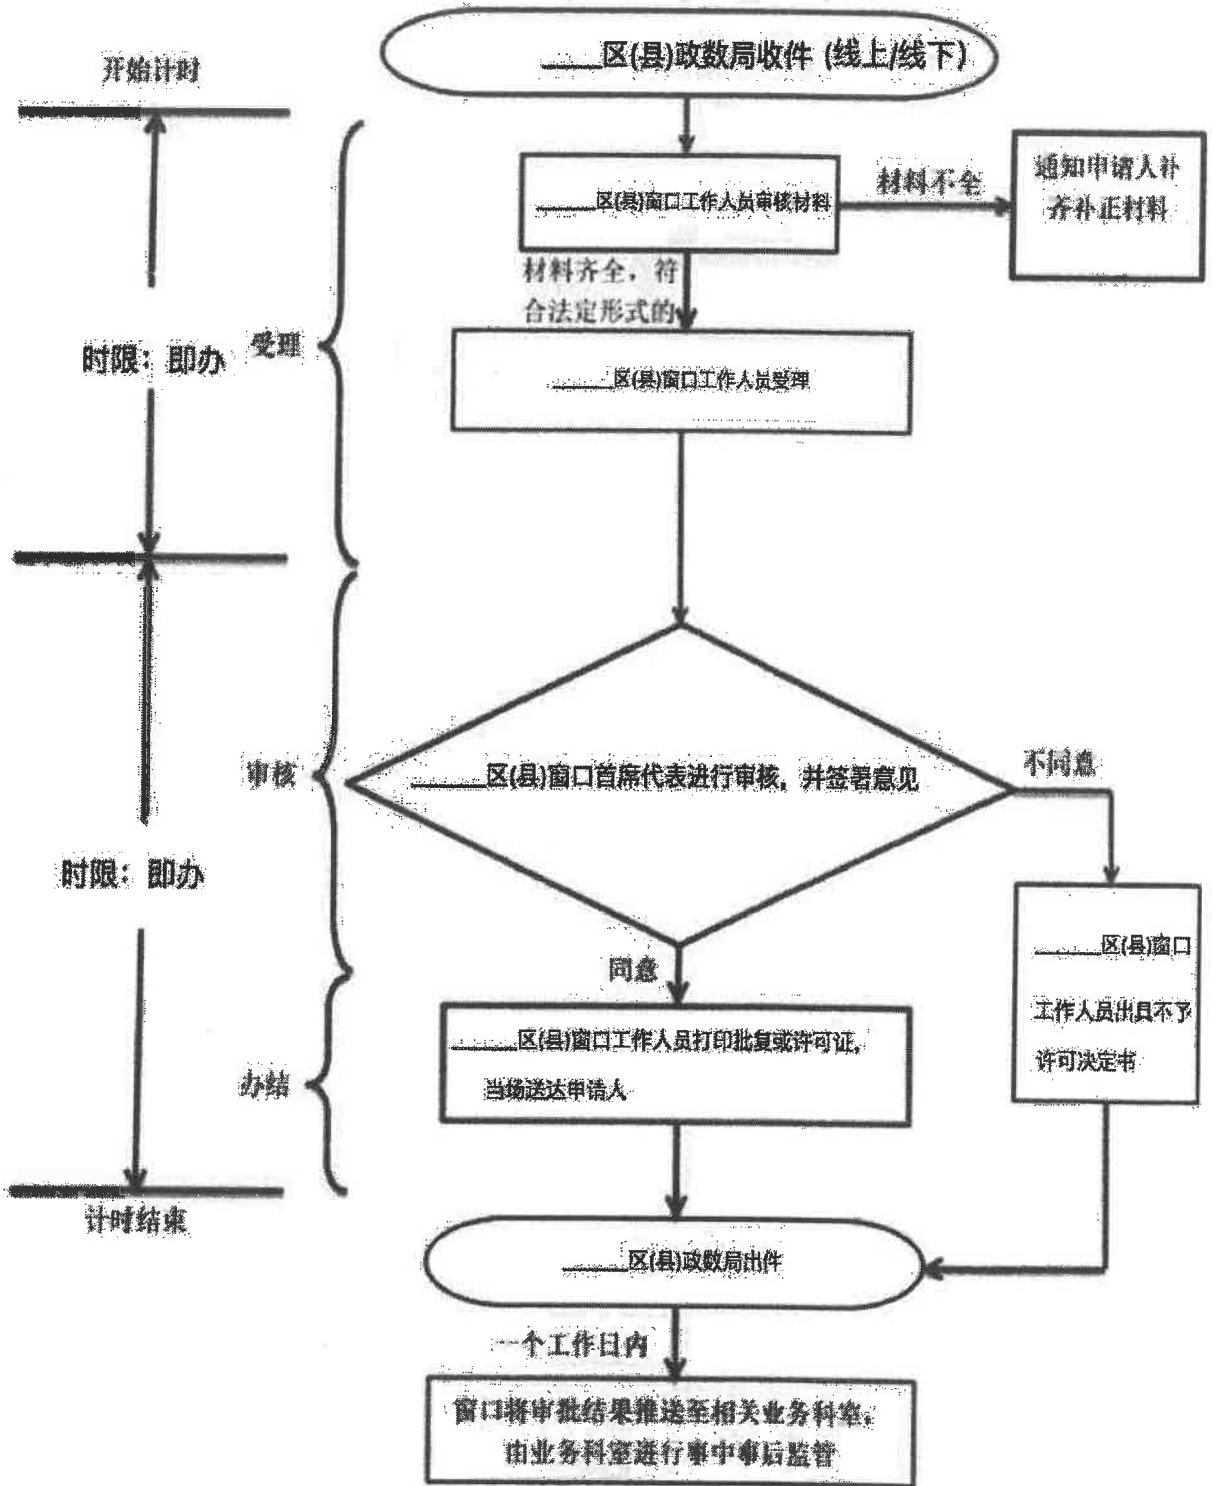 ____区(县)政数局收件 (线上/线下)
开始计时
____区(县)窗口工作人员审核材料
材料不全
通知申请人补
齐补正材料
材料齐全，符
合法定形式的
时限：即办
受理
____区(县)窗口工作人员受理
审核
____区(县)窗口首席代表进行审核，并签署意见
不同意
时限：即办
同意
____区(县)窗口
工作人员出具不予
许可决定书
____区(县)窗口工作人员打印批复或许可证，
当场送达申请人
办结
计时结束
____区(县)政数局出件
一个工作日内
窗口将审批结果推送至相关业务科室，
由业务科室进行事中事后监管